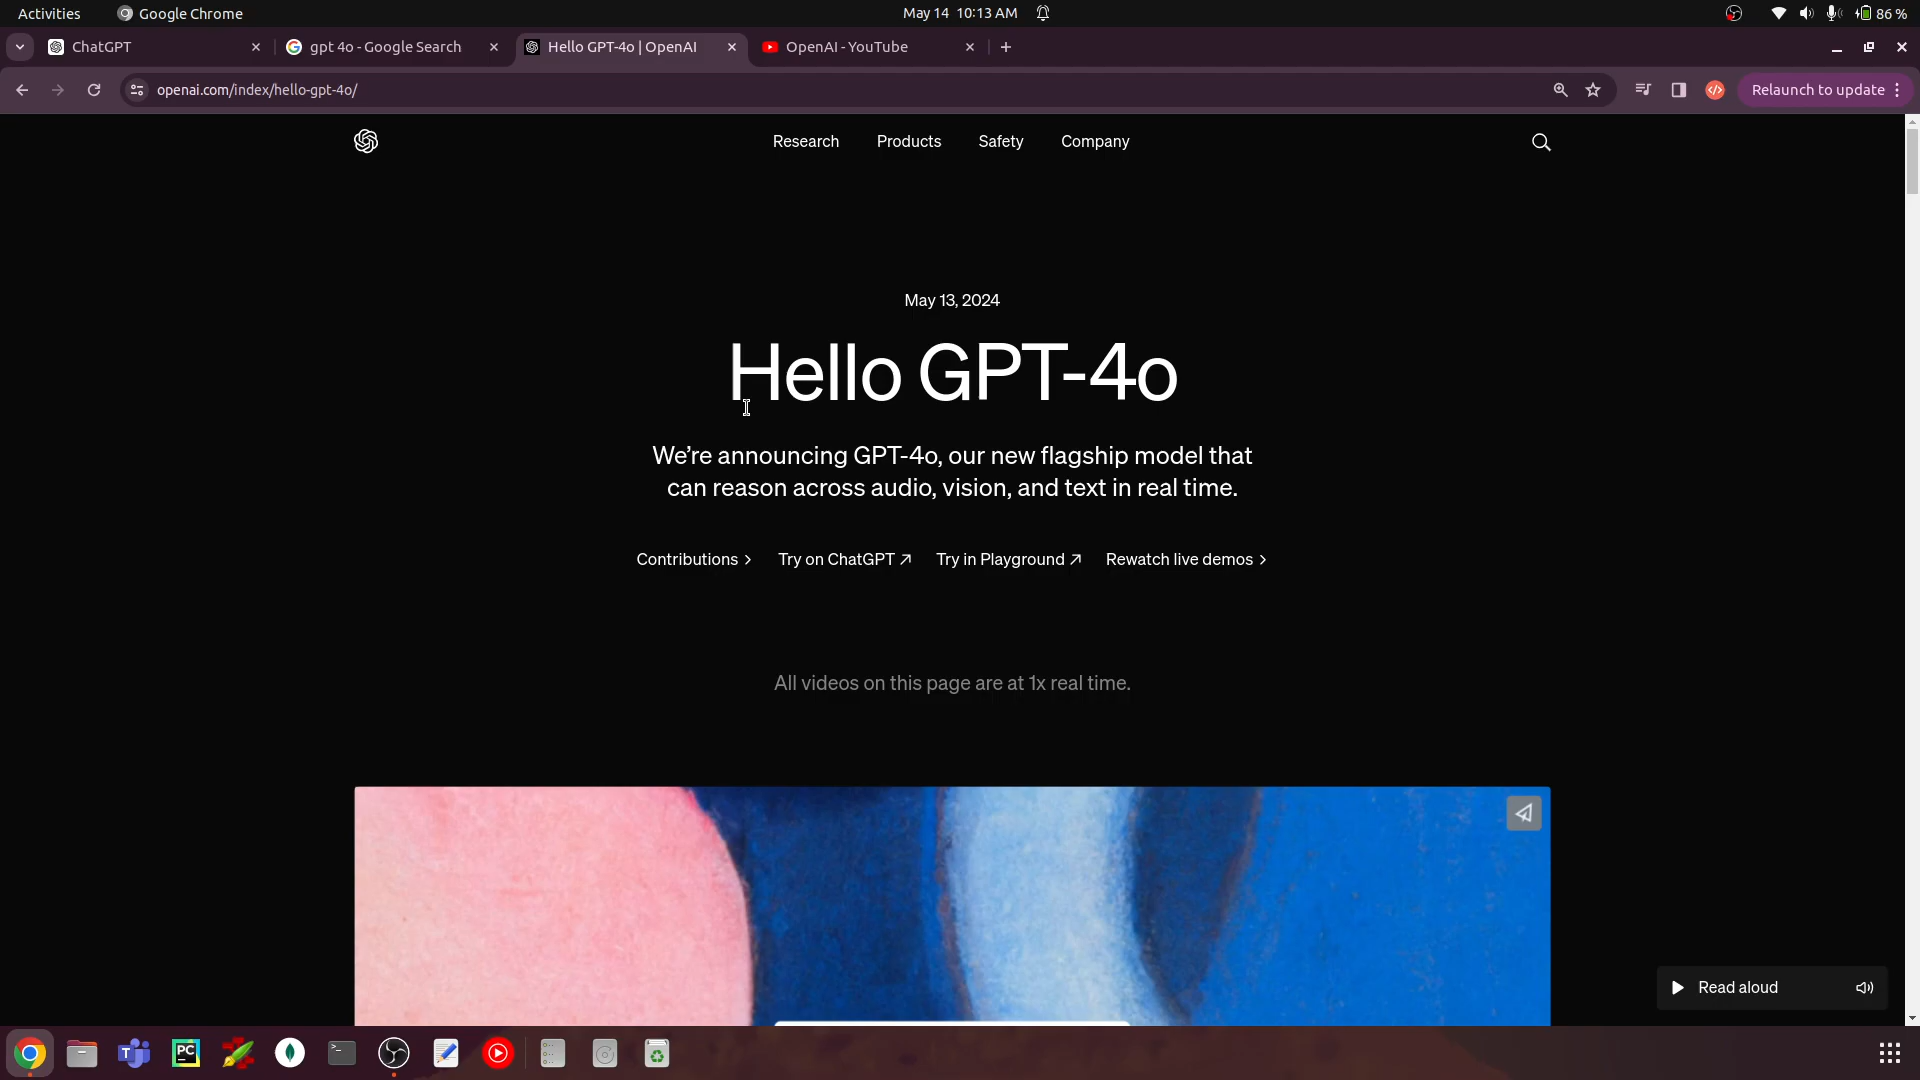 Activities
Google Chrome
May 14 10:13 AM
86 %
ChatGPT
gpt 4o - Google Search
Hello GPT-4o | OpenAI
OpenAI - YouTube
openai.com/index/hello-gpt-4o/
Relaunch to update
Research
Products
Safety
Company
May 13, 2024
Hello GPT-4o
We’re announcing GPT-4o, our new flagship model that
can reason across audio, vision, and text in real time.
Contributions
Try on ChatGPT
Try in Playground
Rewatch live demos
All videos on this page are at 1x real time.
Read aloud
PC